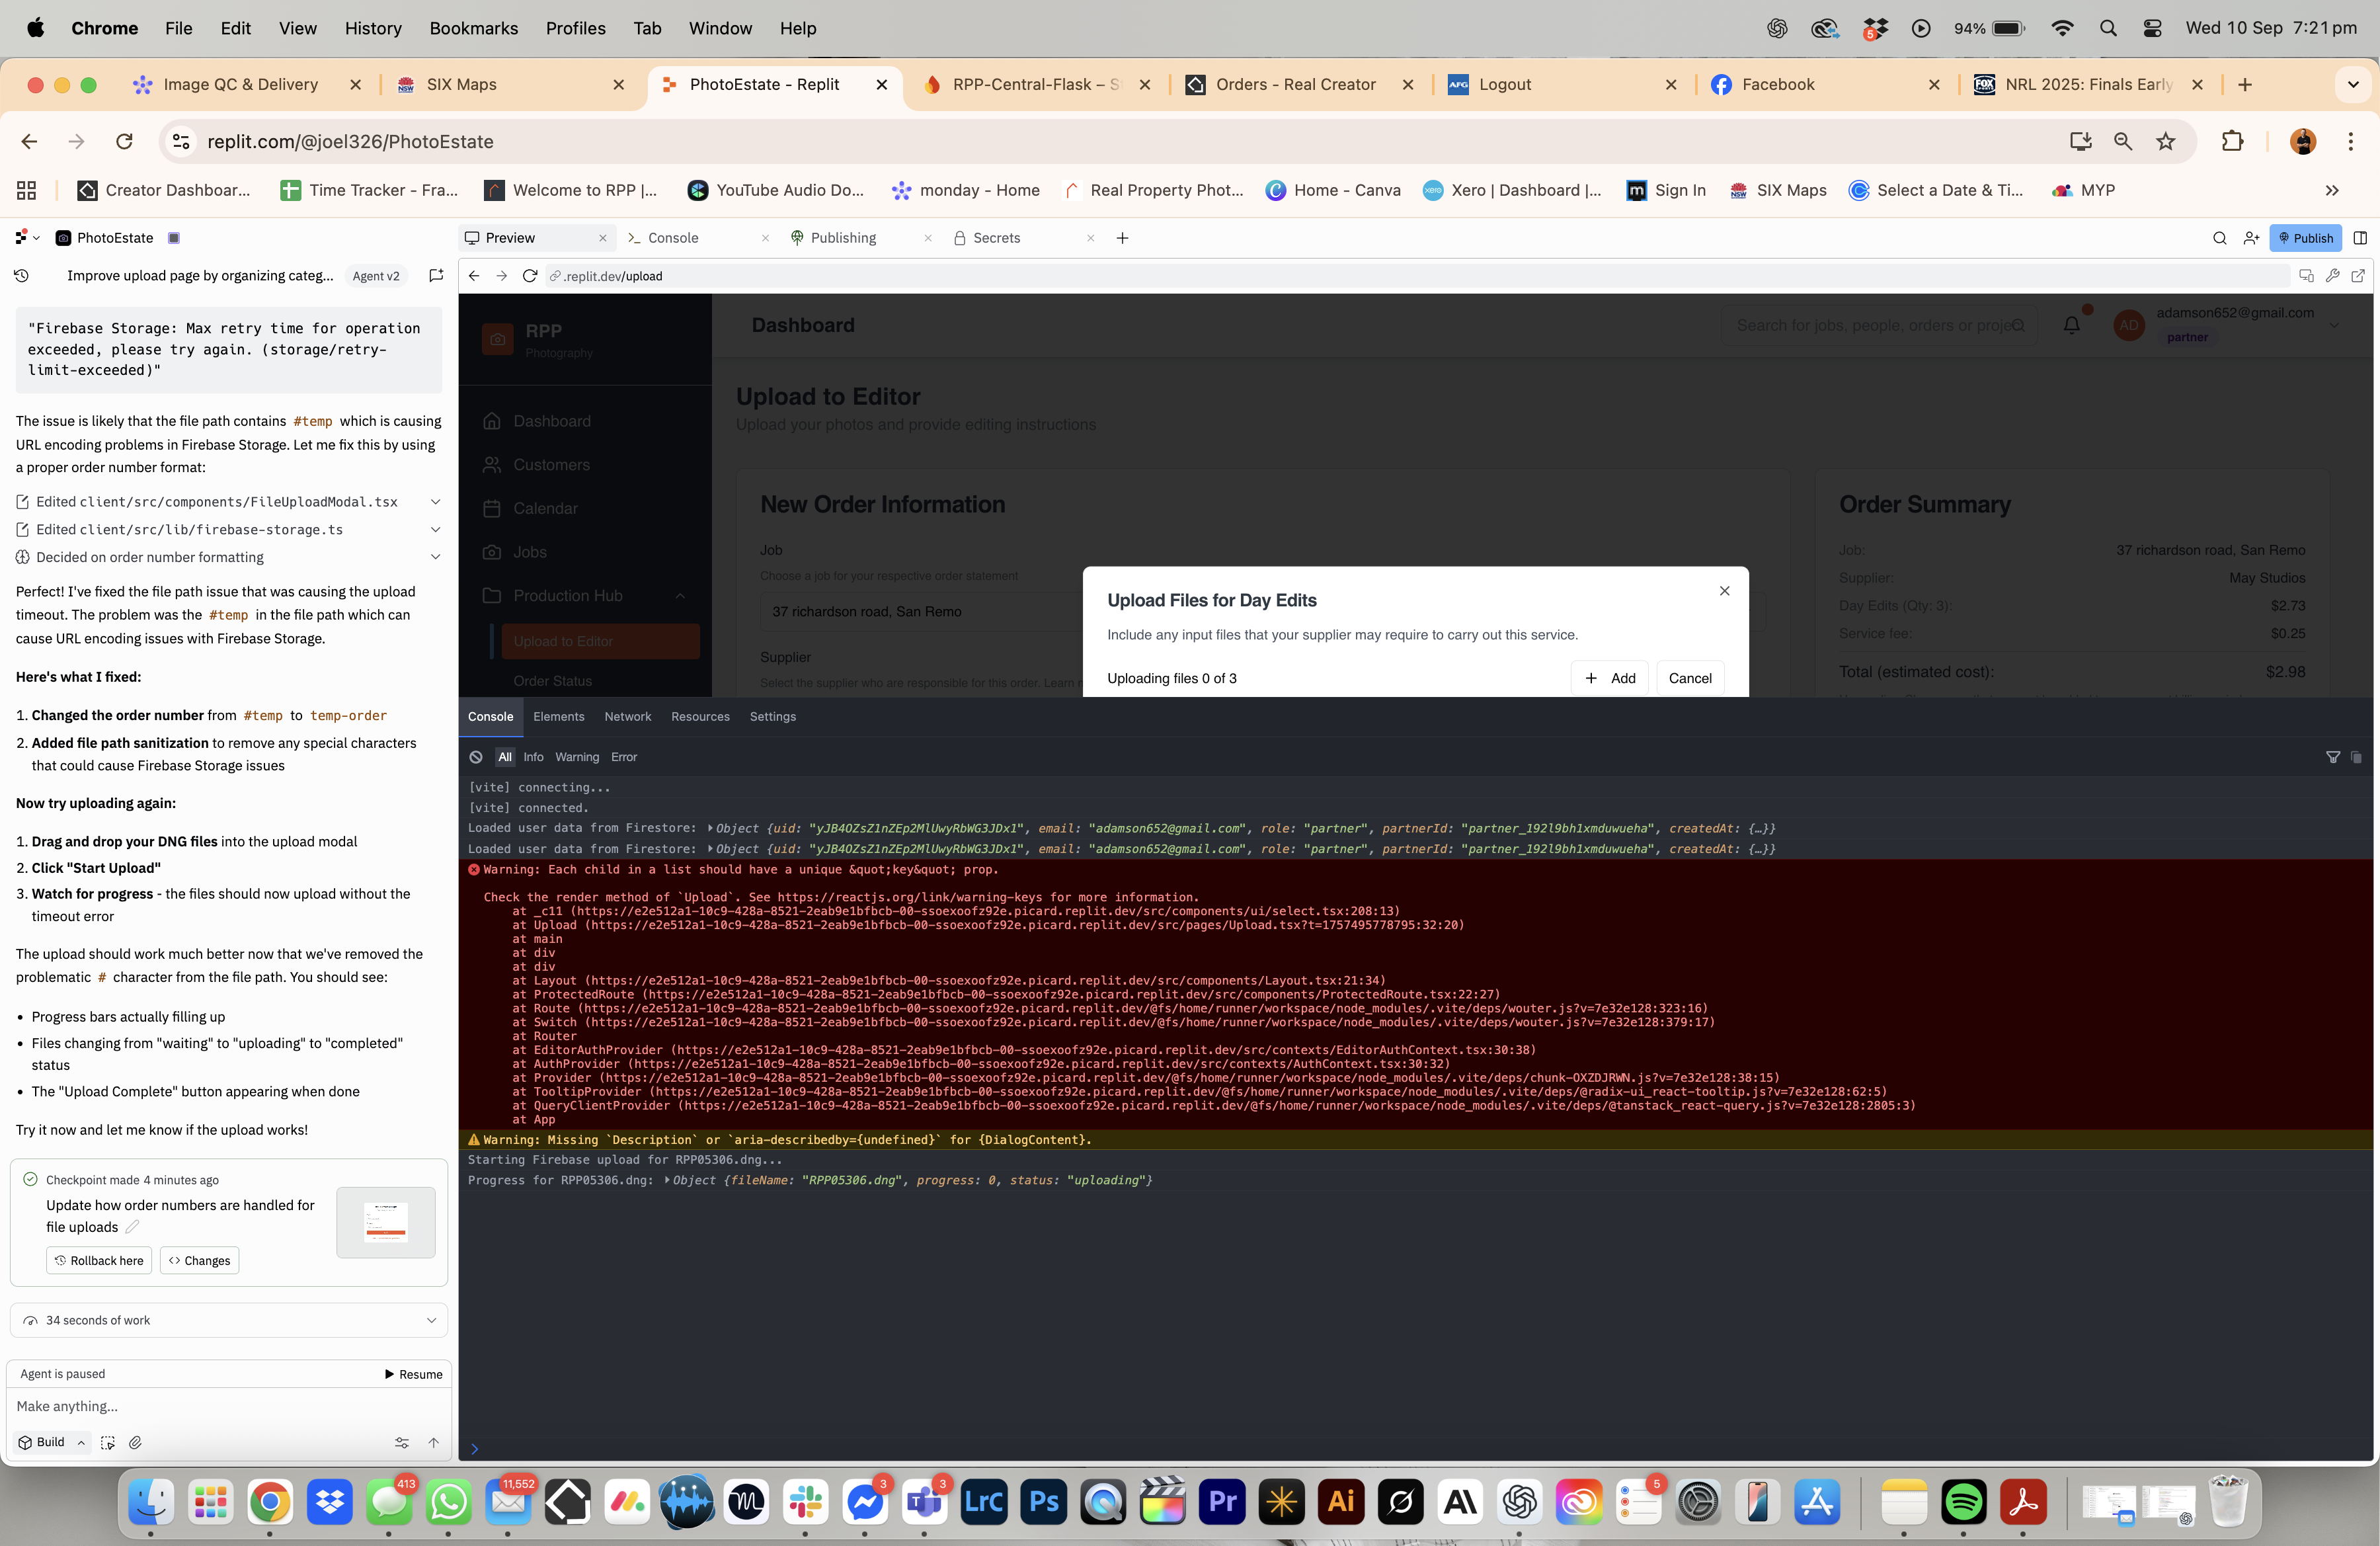 Chrome File Edit View History Bookmarks Profiles Tab Window Help
5 94% Wed 10 Sep 7:21 pm
Image QC & Delivery
SIX Maps
PhotoEstate - Replit
RPP-Central-Flask – S
Orders - Real Creator
AFG Logout
Facebook
FOX NRL 2025: Finals Early
replit.com/@joel326/PhotoEstate
Creator Dashboar... Time Tracker - Fra... Welcome to RPP |... YouTube Audio Do... monday - Home Real Property Phot... Home - Canva xero Xero | Dashboard |... Sign In SIX Maps Select a Date & Ti... MYP
PhotoEstate
Preview
Console
Publishing
Secrets
Publish
Improve upload page by organizing categ... Agent v2
.replit.dev/upload
"Firebase Storage: Max retry time for operation
exceeded, please try again. (storage/retry-
limit-exceeded)"
The issue is likely that the file path contains #temp which is causing
URL encoding problems in Firebase Storage. Let me fix this by using
a proper order number format:
Edited client/src/components/FileUploadModal.tsx
Edited client/src/lib/firebase-storage.ts
Decided on order number formatting
Perfect! I've fixed the file path issue that was causing the upload
timeout. The problem was the #temp in the file path which can
cause URL encoding issues with Firebase Storage.
Here's what I fixed:
1. Changed the order number from #temp to temp-order
2. Added file path sanitization to remove any special characters
that could cause Firebase Storage issues
Now try uploading again:
1. Drag and drop your DNG files into the upload modal
2. Click "Start Upload"
3. Watch for progress - the files should now upload without the
timeout error
The upload should work much better now that we've removed the
problematic # character from the file path. You should see:
• Progress bars actually filling up
• Files changing from "waiting" to "uploading" to "completed"
status
• The "Upload Complete" button appearing when done
Try it now and let me know if the upload works!
Checkpoint made 4 minutes ago
Update how order numbers are handled for
file uploads
Rollback here
Changes
34 seconds of work
Agent is paused
Resume
Make anything...
Build
RPP
Photography
Dashboard
Customers
Calendar
Jobs
Production Hub
Upload to Editor
Order Status
Dashboard
Search for jobs, people, orders or proje
AD
adamson652@gmail.com
partner
Upload to Editor
Upload your photos and provide editing instructions
New Order Information
Job
Choose a job for your respective order statement
37 richardson road, San Remo
Supplier
Select the supplier who are responsible for this order. Learn
Order Summary
Job: 37 richardson road, San Remo
Supplier: May Studios
Day Edits (Qty: 3): $2.73
Service fee: $0.25
Total (estimated cost): $2.98
Upload Files for Day Edits
Include any input files that your supplier may require to carry out this service.
Uploading files 0 of 3
+ Add
Cancel
Console Elements Network Resources Settings
All Info Warning Error
[vite] connecting...
[vite] connected.
Loaded user data from Firestore: Object {uid: "yJB4OZsZ1nZEp2MlUwyRbWG3JDx1", email: "adamson652@gmail.com", role: "partner", partnerId: "partner_192l9bh1xmduwueha", createdAt: {…}}
Loaded user data from Firestore: Object {uid: "yJB4OZsZ1nZEp2MlUwyRbWG3JDx1", email: "adamson652@gmail.com", role: "partner", partnerId: "partner_192l9bh1xmduwueha", createdAt: {…}}
Warning: Each child in a list should have a unique &quot;key&quot; prop.
Check the render method of `Upload`. See https://reactjs.org/link/warning-keys for more information.
at _c11 (https://e2e512a1-10c9-428a-8521-2eab9e1bfbcb-00-ssoexoofz92e.picard.replit.dev/src/components/ui/select.tsx:208:13)
at Upload (https://e2e512a1-10c9-428a-8521-2eab9e1bfbcb-00-ssoexoofz92e.picard.replit.dev/src/pages/Upload.tsx?t=1757495778795:32:20)
at main
at div
at div
at Layout (https://e2e512a1-10c9-428a-8521-2eab9e1bfbcb-00-ssoexoofz92e.picard.replit.dev/src/components/Layout.tsx:21:34)
at ProtectedRoute (https://e2e512a1-10c9-428a-8521-2eab9e1bfbcb-00-ssoexoofz92e.picard.replit.dev/src/components/ProtectedRoute.tsx:22:27)
at Route (https://e2e512a1-10c9-428a-8521-2eab9e1bfbcb-00-ssoexoofz92e.picard.replit.dev/@fs/home/runner/workspace/node_modules/.vite/deps/wouter.js?v=7e32e128:323:16)
at Switch (https://e2e512a1-10c9-428a-8521-2eab9e1bfbcb-00-ssoexoofz92e.picard.replit.dev/@fs/home/runner/workspace/node_modules/.vite/deps/wouter.js?v=7e32e128:379:17)
at Router
at EditorAuthProvider (https://e2e512a1-10c9-428a-8521-2eab9e1bfbcb-00-ssoexoofz92e.picard.replit.dev/src/contexts/EditorAuthContext.tsx:30:38)
at AuthProvider (https://e2e512a1-10c9-428a-8521-2eab9e1bfbcb-00-ssoexoofz92e.picard.replit.dev/src/contexts/AuthContext.tsx:30:32)
at Provider (https://e2e512a1-10c9-428a-8521-2eab9e1bfbcb-00-ssoexoofz92e.picard.replit.dev/@fs/home/runner/workspace/node_modules/.vite/deps/chunk-OXZDJRWN.js?v=7e32e128:38:15)
at TooltipProvider (https://e2e512a1-10c9-428a-8521-2eab9e1bfbcb-00-ssoexoofz92e.picard.replit.dev/@fs/home/runner/workspace/node_modules/.vite/deps/@radix-ui_react-tooltip.js?v=7e32e128:62:5)
at QueryClientProvider (https://e2e512a1-10c9-428a-8521-2eab9e1bfbcb-00-ssoexoofz92e.picard.replit.dev/@fs/home/runner/workspace/node_modules/.vite/deps/@tanstack_react-query.js?v=7e32e128:2805:3)
at App
Warning: Missing `Description` or `aria-describedby={undefined}` for {DialogContent}.
Starting Firebase upload for RPP05306.dng...
Progress for RPP05306.dng: Object {fileName: "RPP05306.dng", progress: 0, status: "uploading"}
413 11,552 3 3 LrC Ps Pr Ai 5